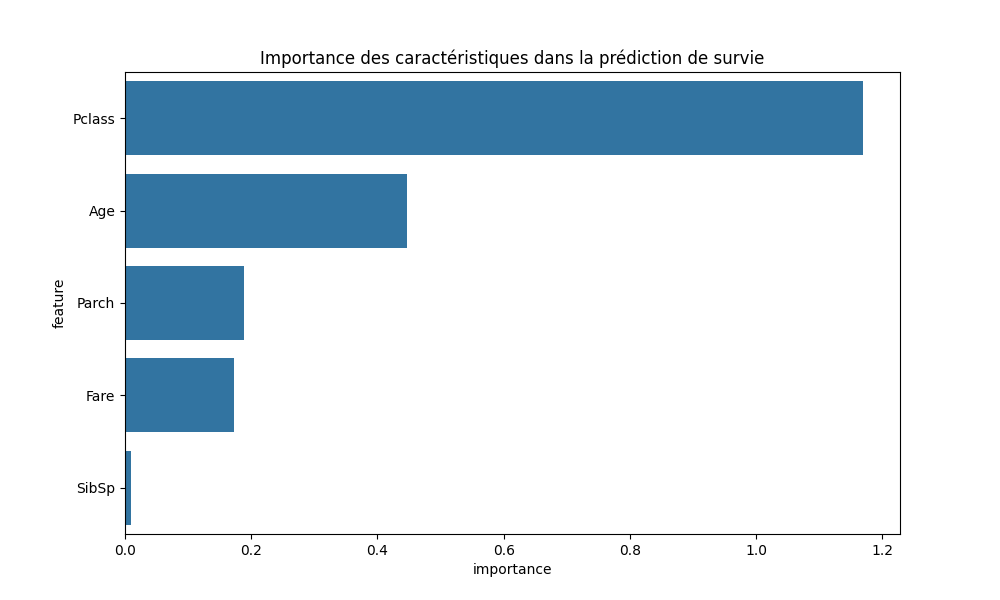 Importance des caractéristiques dans la prédiction de survie
Pclass
Age
Parch
Fare
SibSp
feature
0.0 0.2 0.4 0.6 0.8 1.0 1.2
importance